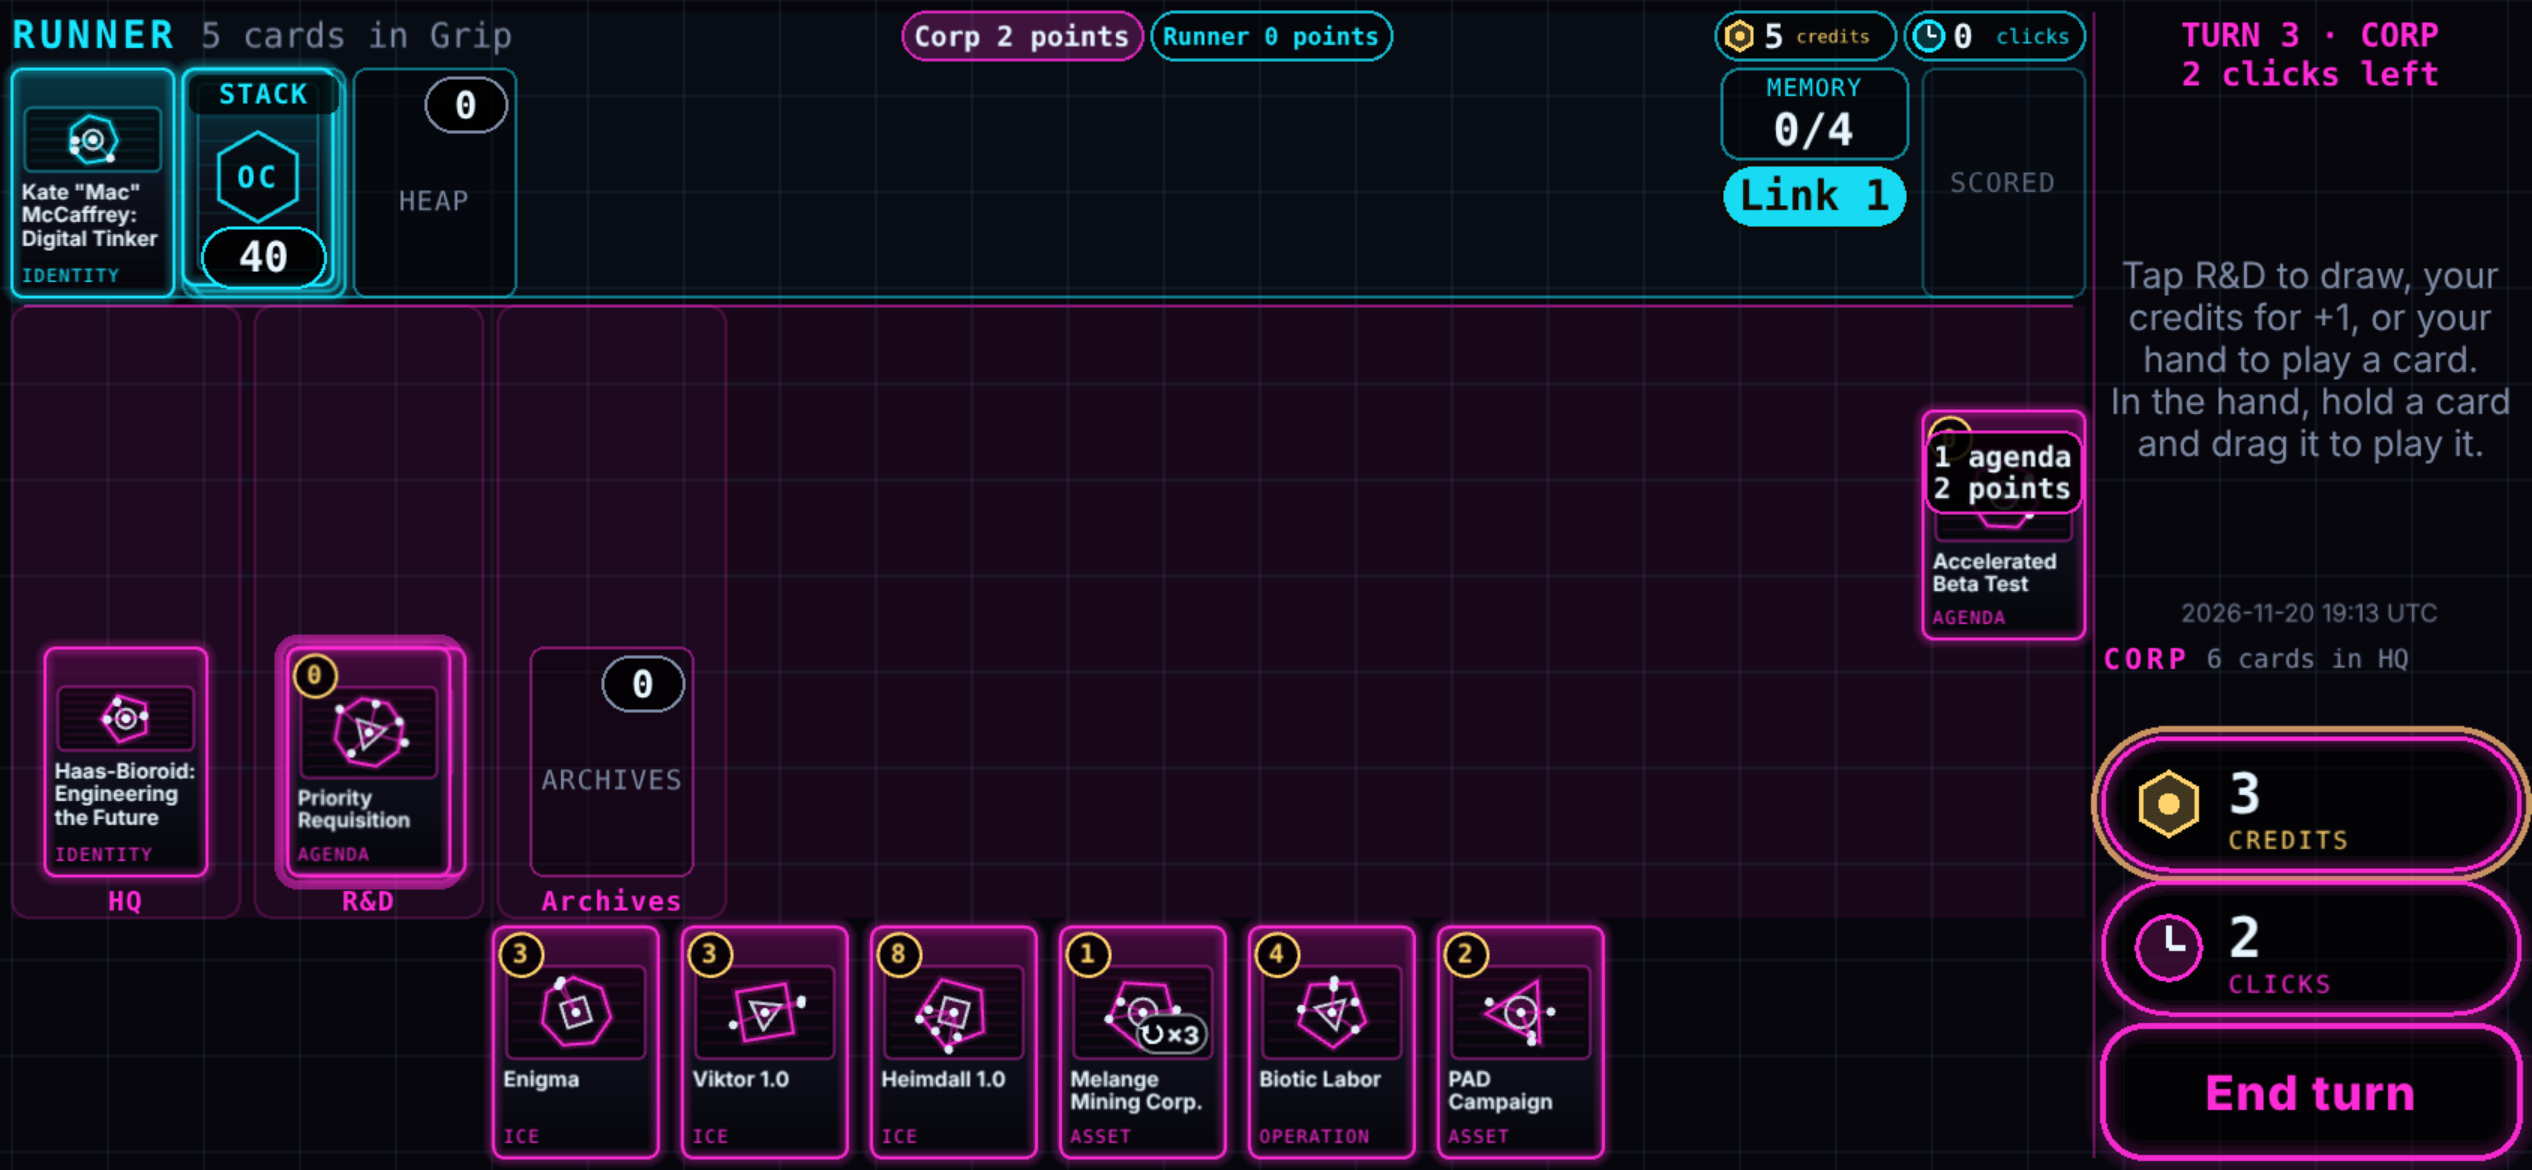 RUNNER 5 cards in Grip
Corp 2 points
Runner 0 points
5 credits
0 clicks
TURN 3 · CORP
2 clicks left
Kate "Mac"
McCaffrey:
Digital Tinker
IDENTITY
STACK
OC
40
0
HEAP
MEMORY
0/4
Link 1
SCORED
Tap R&D to draw, your
credits for +1, or your
hand to play a card.
In the hand, hold a card
and drag it to play it.
1 agenda
2 points
Accelerated
Beta Test
AGENDA
2026-11-20 19:13 UTC
CORP 6 cards in HQ
Haas-Bioroid:
Engineering
the Future
IDENTITY
HQ
0
Priority
Requisition
AGENDA
R&D
0
ARCHIVES
Archives
3
CREDITS
2
CLICKS
End turn
3
Enigma
ICE
3
Viktor 1.0
ICE
8
Heimdall 1.0
ICE
1
×3
Melange
Mining Corp.
ASSET
4
Biotic Labor
OPERATION
2
PAD
Campaign
ASSET